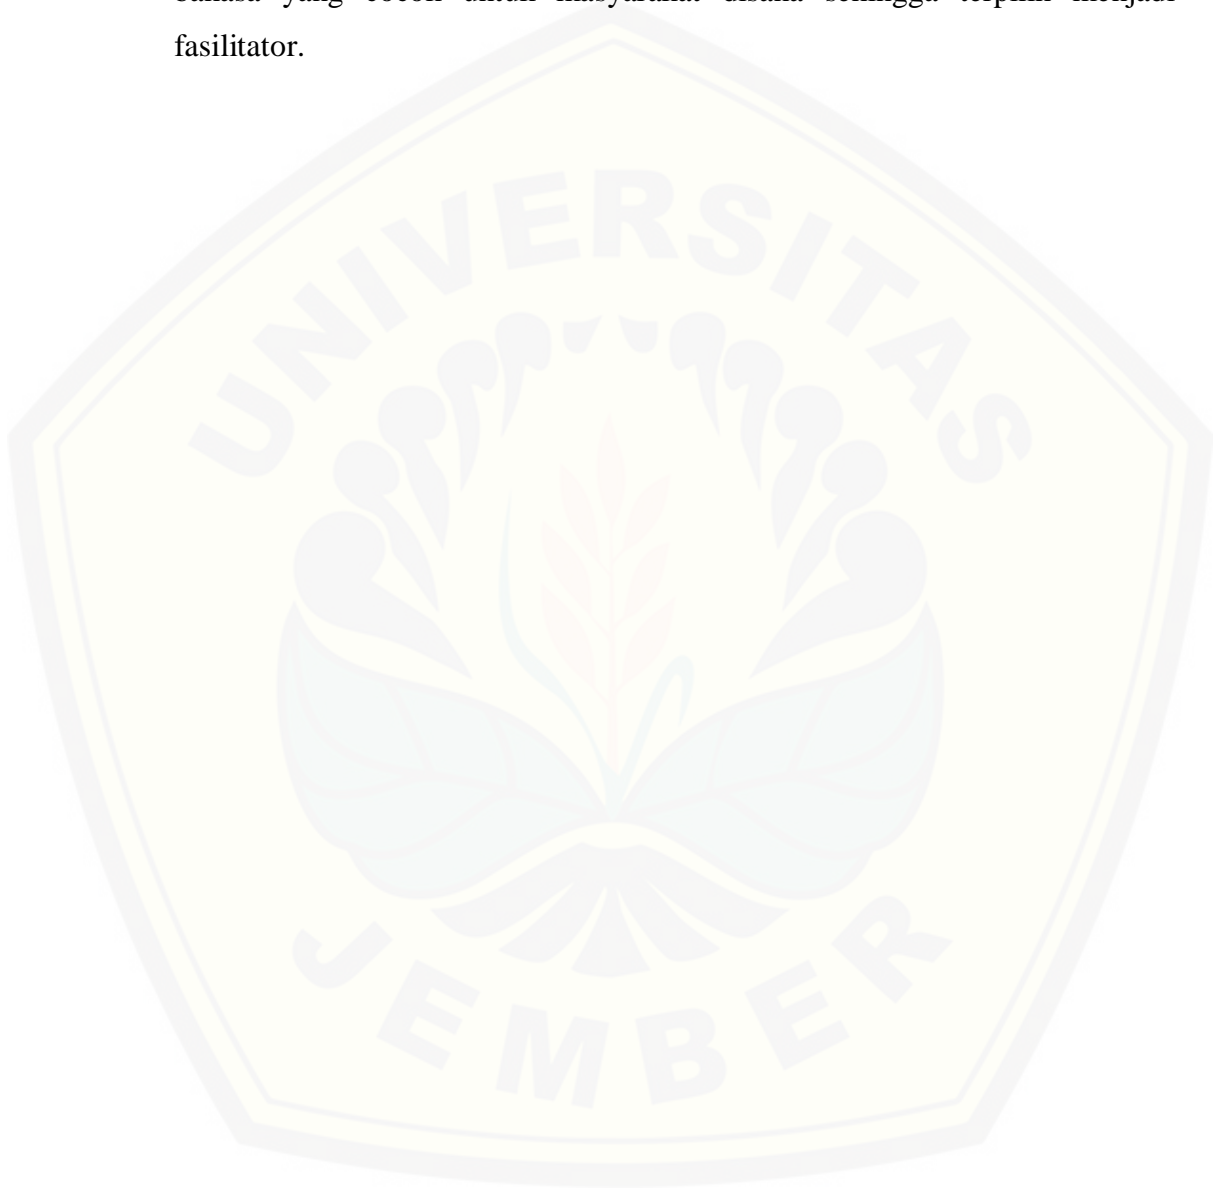 bahasa yang cocok untuk masyarakat disana sehingga terpilih menjadi
fasilitator.
UNIVERSITAS
JEMBER